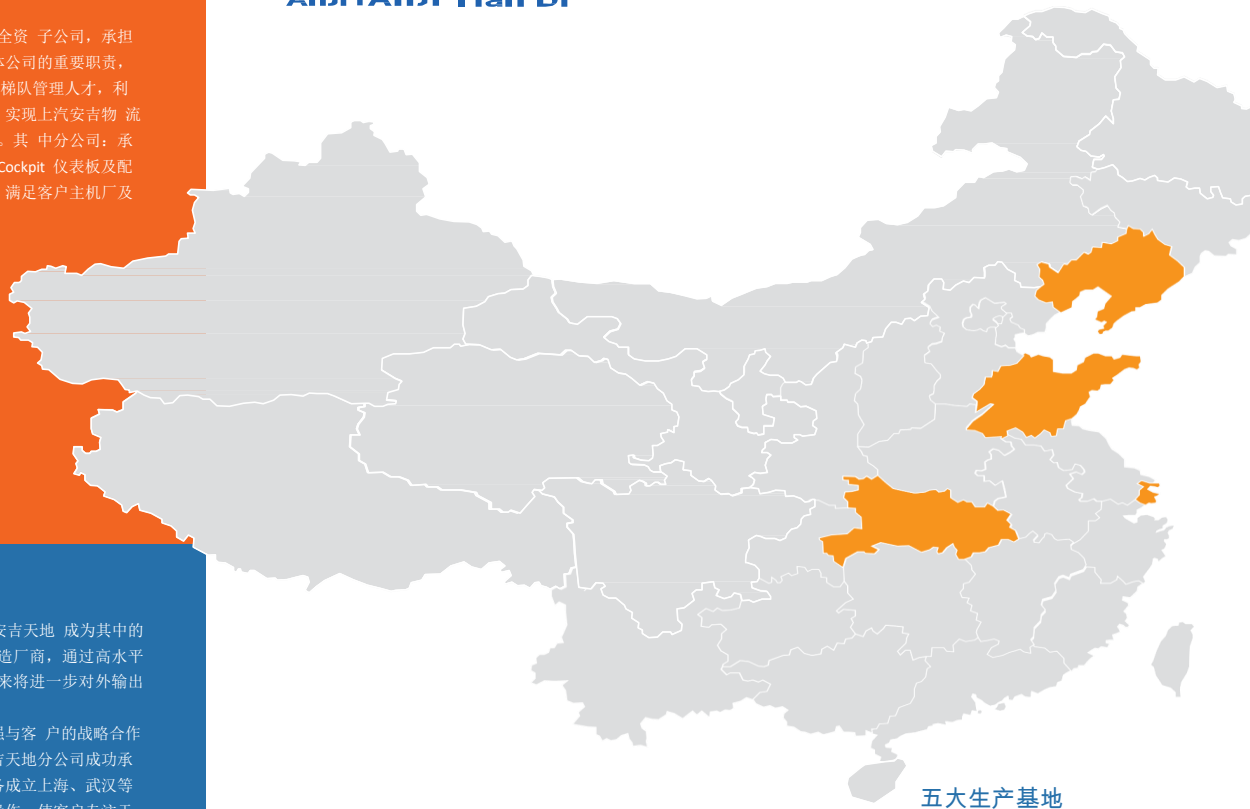 Anji Tian Di
全资 子公司，承担
公司的重要职责，
梯队管理人才，利
实现上汽安吉物 流
。其 中分公司：承
Cockpit 仪表板及配
满足客户主机厂及
安吉天地 成为其中的
造厂商，通过高水平
来将进一步对外输出
强与客 户的战略合作
吉天地分公司成功承
务成立上海、武汉等
五大生产基地